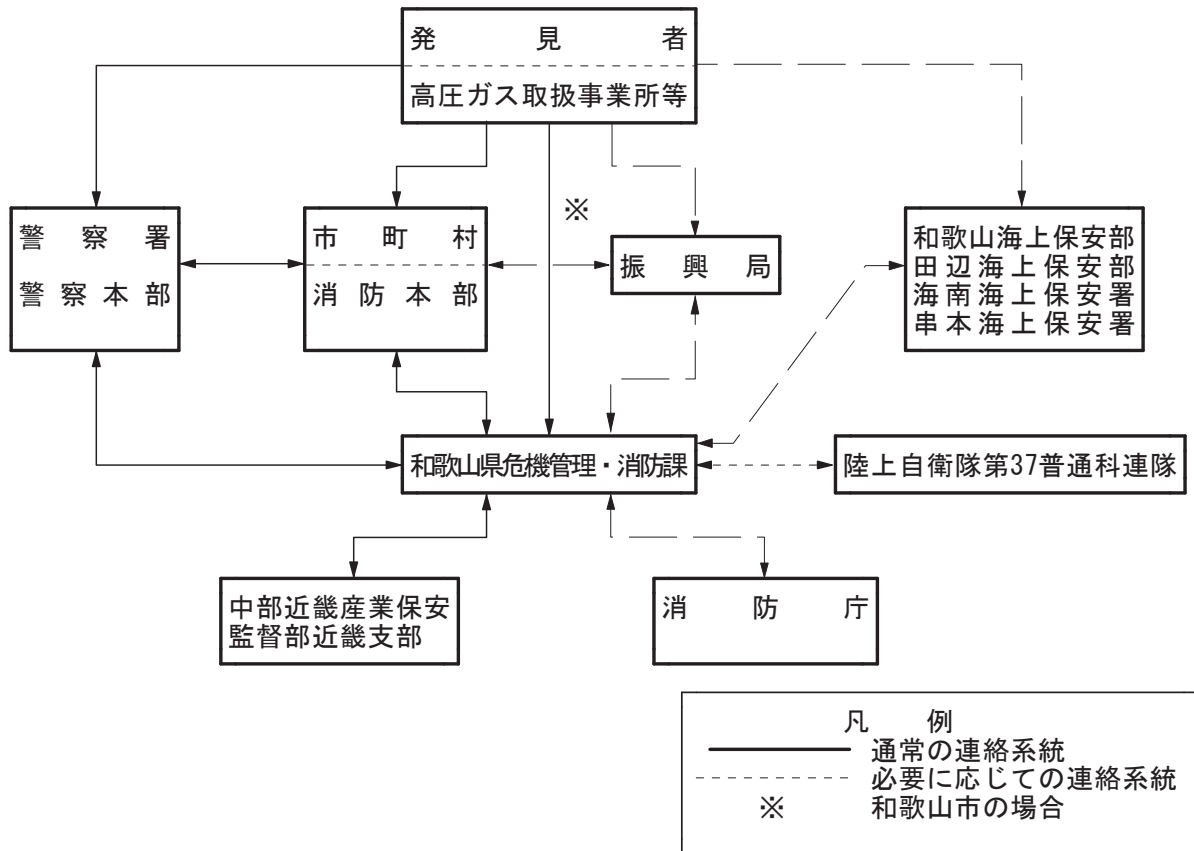 発見者
高圧ガス取扱事業所等
※
警察署
警察本部
市町村
消防本部
振興局
和歌山海上保安部
田辺海上保安部
海南海上保安署
串本海上保安署
和歌山県危機管理・消防課
陸上自衛隊第37普通科連隊
中部近畿産業保安
監督部近畿支部
消防庁
凡例
通常の連絡系統
必要に応じての連絡系統
※ 和歌山市の場合